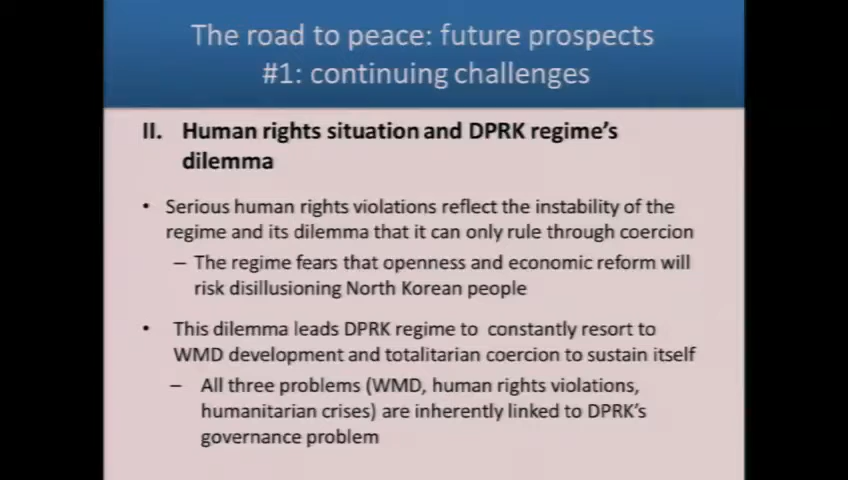 The road to peace: future prospects
#1: continuing challenges
II. Human rights situation and DPRK regime's
dilemma
• Serious human rights violations reflect the instability of the
regime and its dilemma that it can only rule through coercion
– The regime fears that openness and economic reform will
risk disillusioning North Korean people
• This dilemma leads DPRK regime to constantly resort to
WMD development and totalitarian coercion to sustain itself
– All three problems (WMD, human rights violations,
humanitarian crises) are inherently linked to DPRK's
governance problem